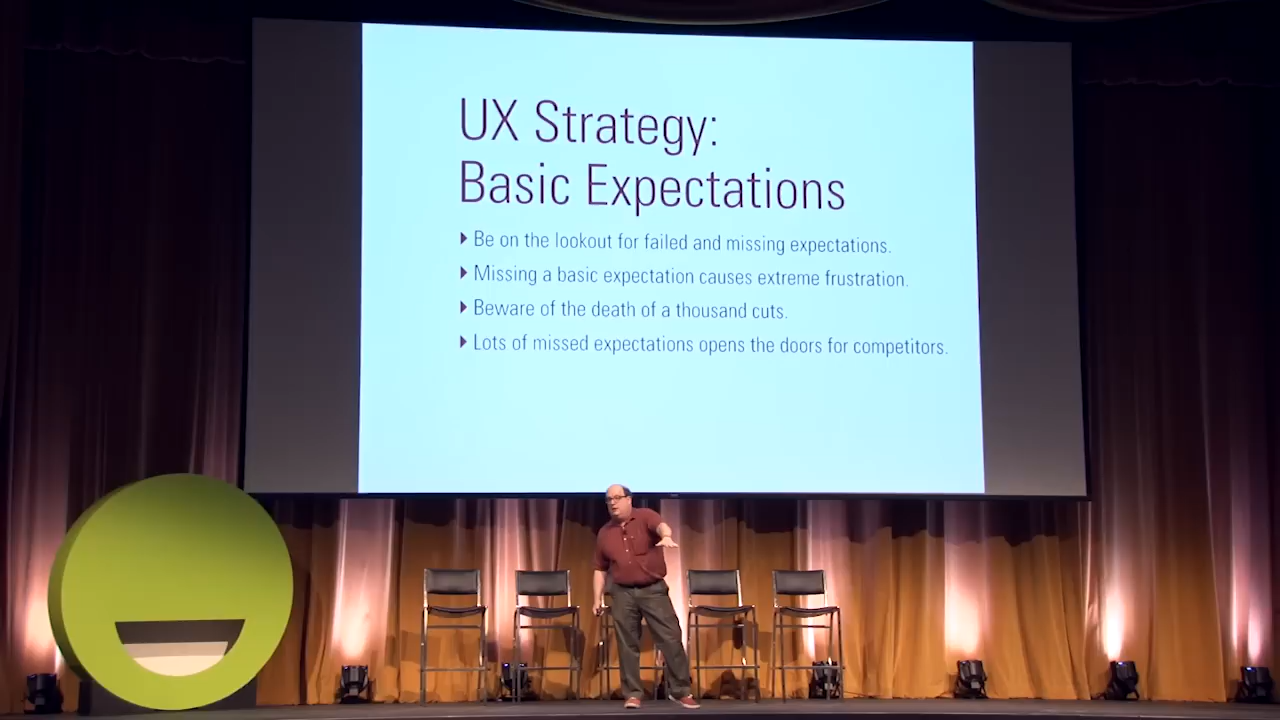 UX Strategy:
Basic Expectations
Be on the lookout for failed and missing expectations.
Missing a basic expectation causes extreme frustration.
Beware of the death of a thousand cuts.
Lots of missed expectations opens the doors for competitors.